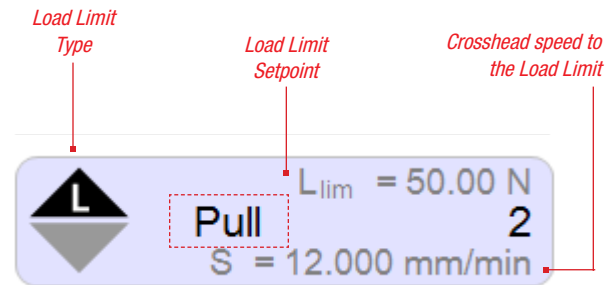 Load Limit
Type
Load Limit
Setpoint
Crosshead speed to
the Load Limit
L
Llim = 50.00 N
Pull 2
S = 12.000 mm/min